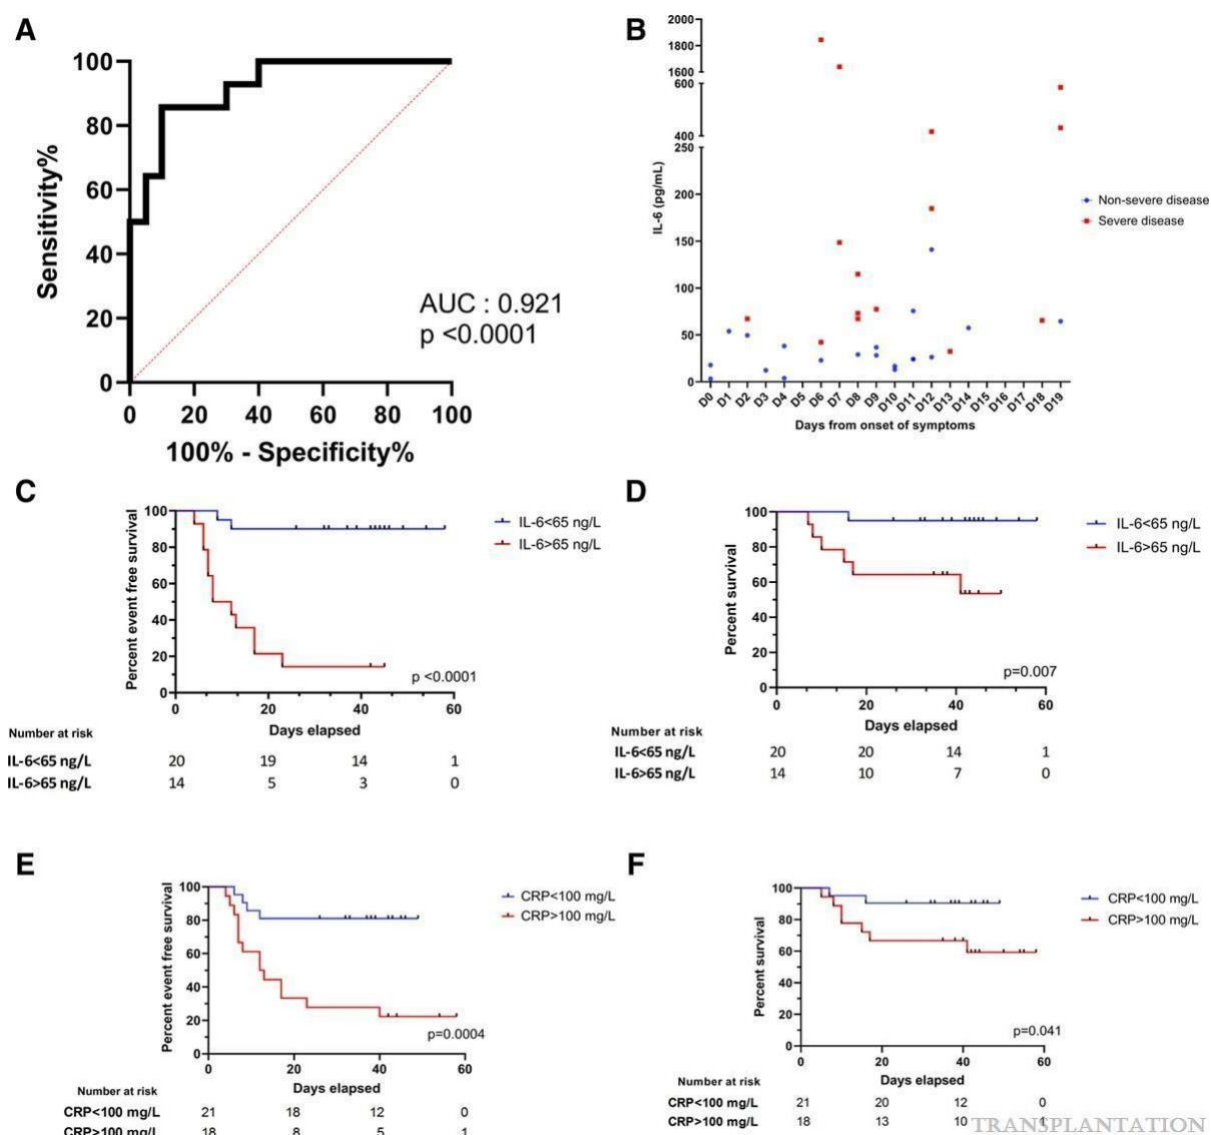 A
100
80
60
40
20
0
Sensitivity%
0 20 40 60 80 100
100% - Specificity%
AUC : 0.921
p <0.0001
B
2000
1800
1600
600
400
250
200
150
100
50
0
IL-6 (pg/mL)
D0 D1 D2 D3 D4 D5 D6 D7 D8 D9 D10 D11 D12 D13 D14 D15 D16 D17 D18 D19
Days from onset of symptoms
Non-severe disease
Severe disease
C
100
80
60
40
20
0
Percent event free survival
0 20 40 60
Days elapsed
IL-6<65 ng/L
IL-6>65 ng/L
p <0.0001
Number at risk
IL-6<65 ng/L 20 19 14 1
IL-6>65 ng/L 14 5 3 0
D
100
80
60
40
20
0
Percent survival
0 20 40 60
Days elapsed
IL-6<65 ng/L
IL-6>65 ng/L
p=0.007
Number at risk
IL-6<65 ng/L 20 20 14 1
IL-6>65 ng/L 14 10 7 0
E
100
80
60
40
20
0
Percent event free survival
0 20 40 60
Days elapsed
CRP<100 mg/L
CRP>100 mg/L
p=0.0004
Number at risk
CRP<100 mg/L 21 18 12 0
CRP>100 mg/L 18 8 5 1
F
100
80
60
40
20
0
Percent survival
0 20 40 60
Days elapsed
CRP<100 mg/L
CRP>100 mg/L
p=0.041
Number at risk
CRP<100 mg/L 21 20 12 0
CRP>100 mg/L 18 13 10
TRANSPLANTATION